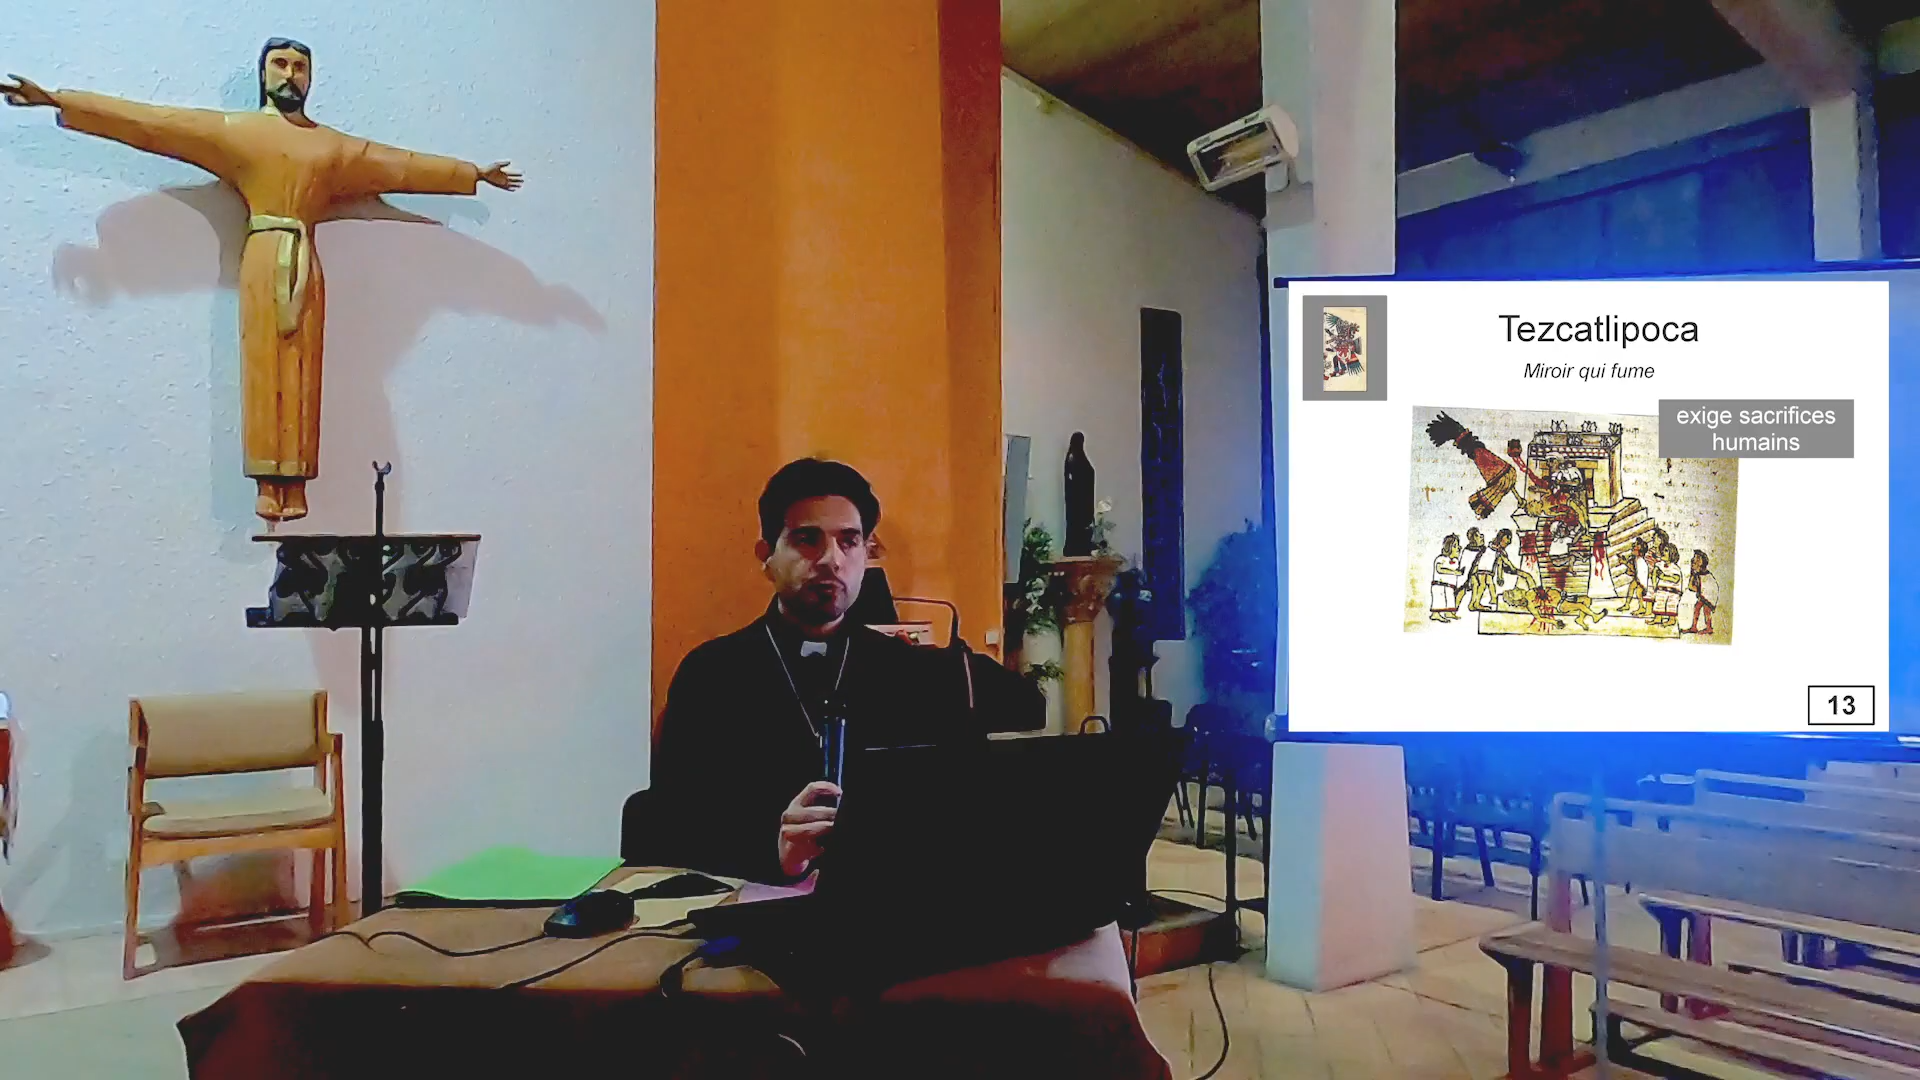 Tezcatlipoca
Miroir qui fume
exige sacrifices
humains
13